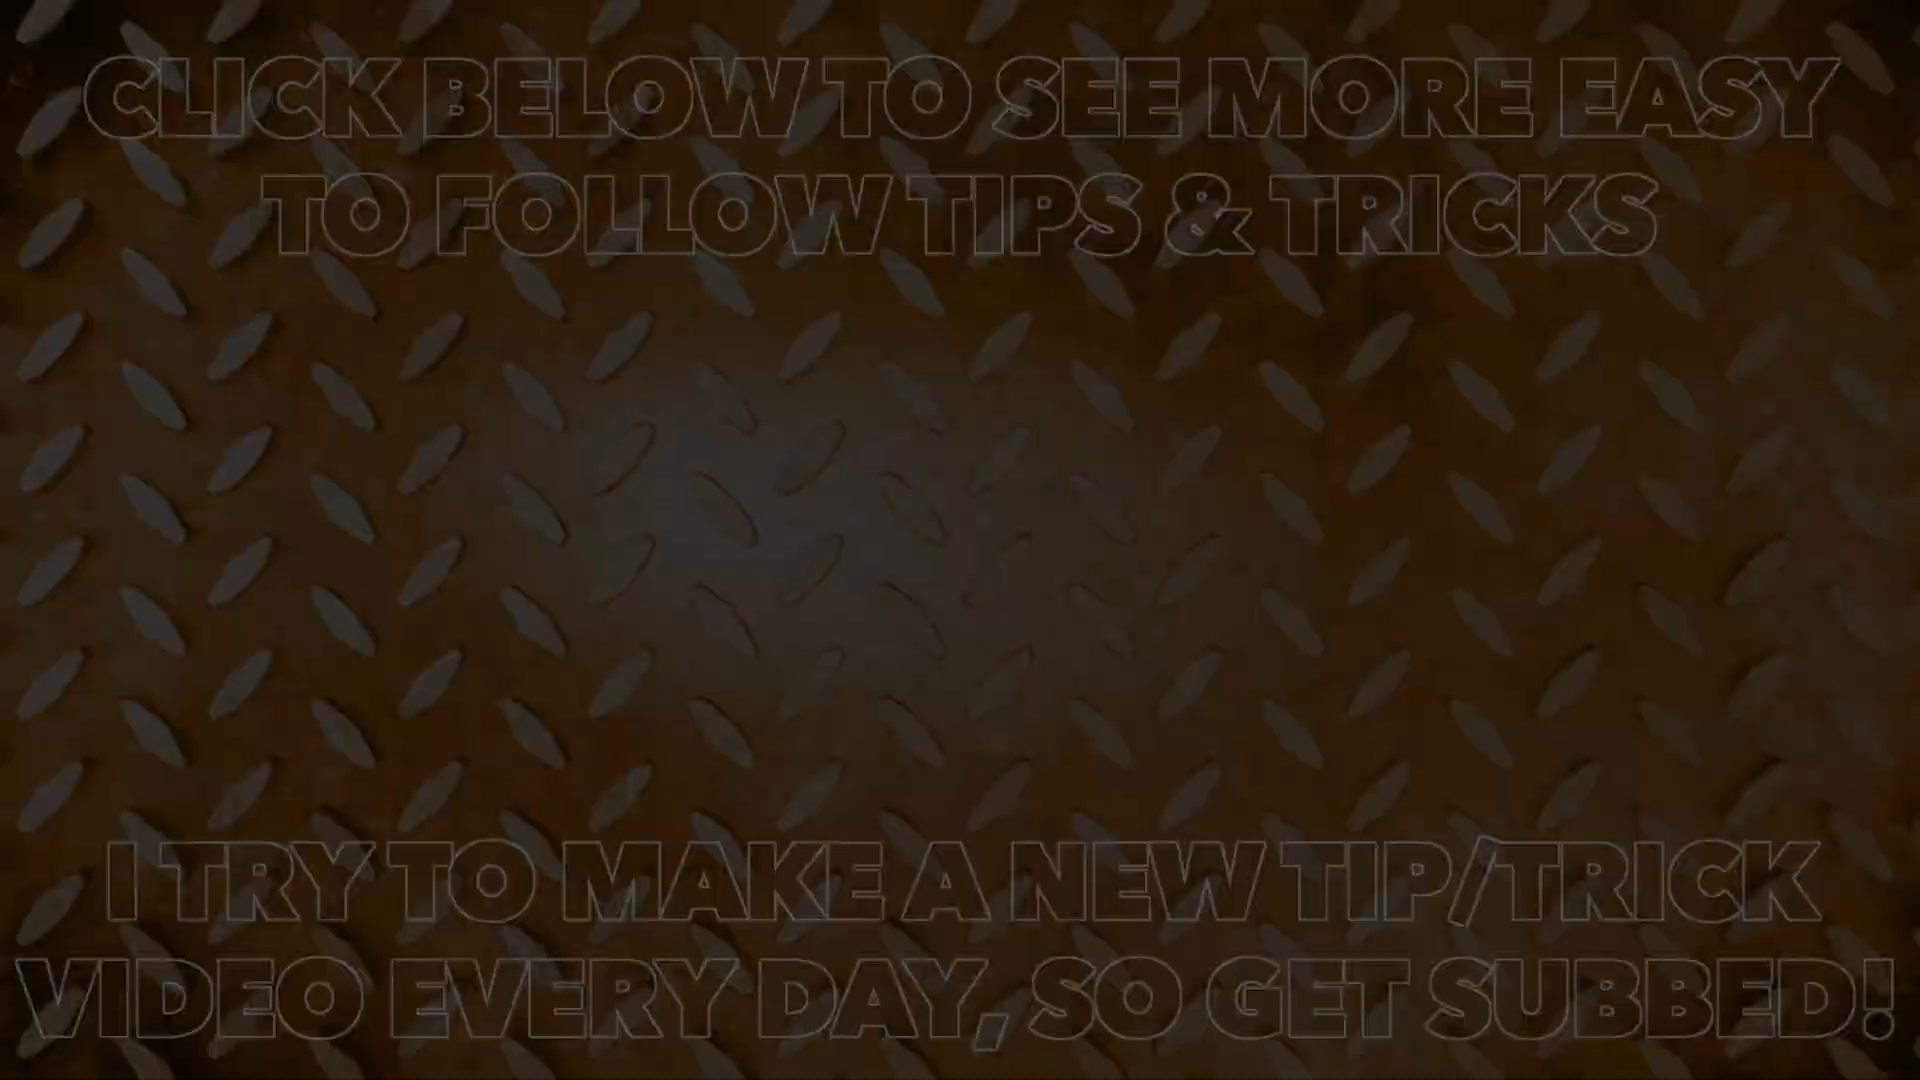 CLICK BELOW TO SEE MORE EASY
TO FOLLOW TIPS & TRICKS
I TRY TO MAKE A NEW TIP/TRICK
VIDEO EVERY DAY, SO GET SUBBED!